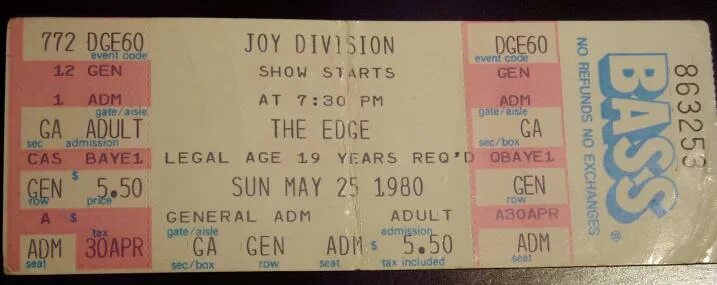 772 DGE60
event code
12 GEN
1 ADM
gate/aisle
GA ADULT
sec/box admission
CAS BAYE1
GEN $ 5.50
row price
A $ tax
ADM 30APR
seat
JOY DIVISION
SHOW STARTS
AT 7:30 PM
THE EDGE
LEGAL AGE 19 YEARS REQ'D
SUN MAY 25 1980
GENERAL ADM ADULT
gate/aisle admission
GA GEN ADM $ 5.50
sec/box row seat tax included
DGE60
event code
GEN
ADM
gate/aisle
GA
sec/box
QBAYE1
GEN
row
A30APR
ADM
seat
BASS®
NO REFUNDS NO EXCHANGES
863253